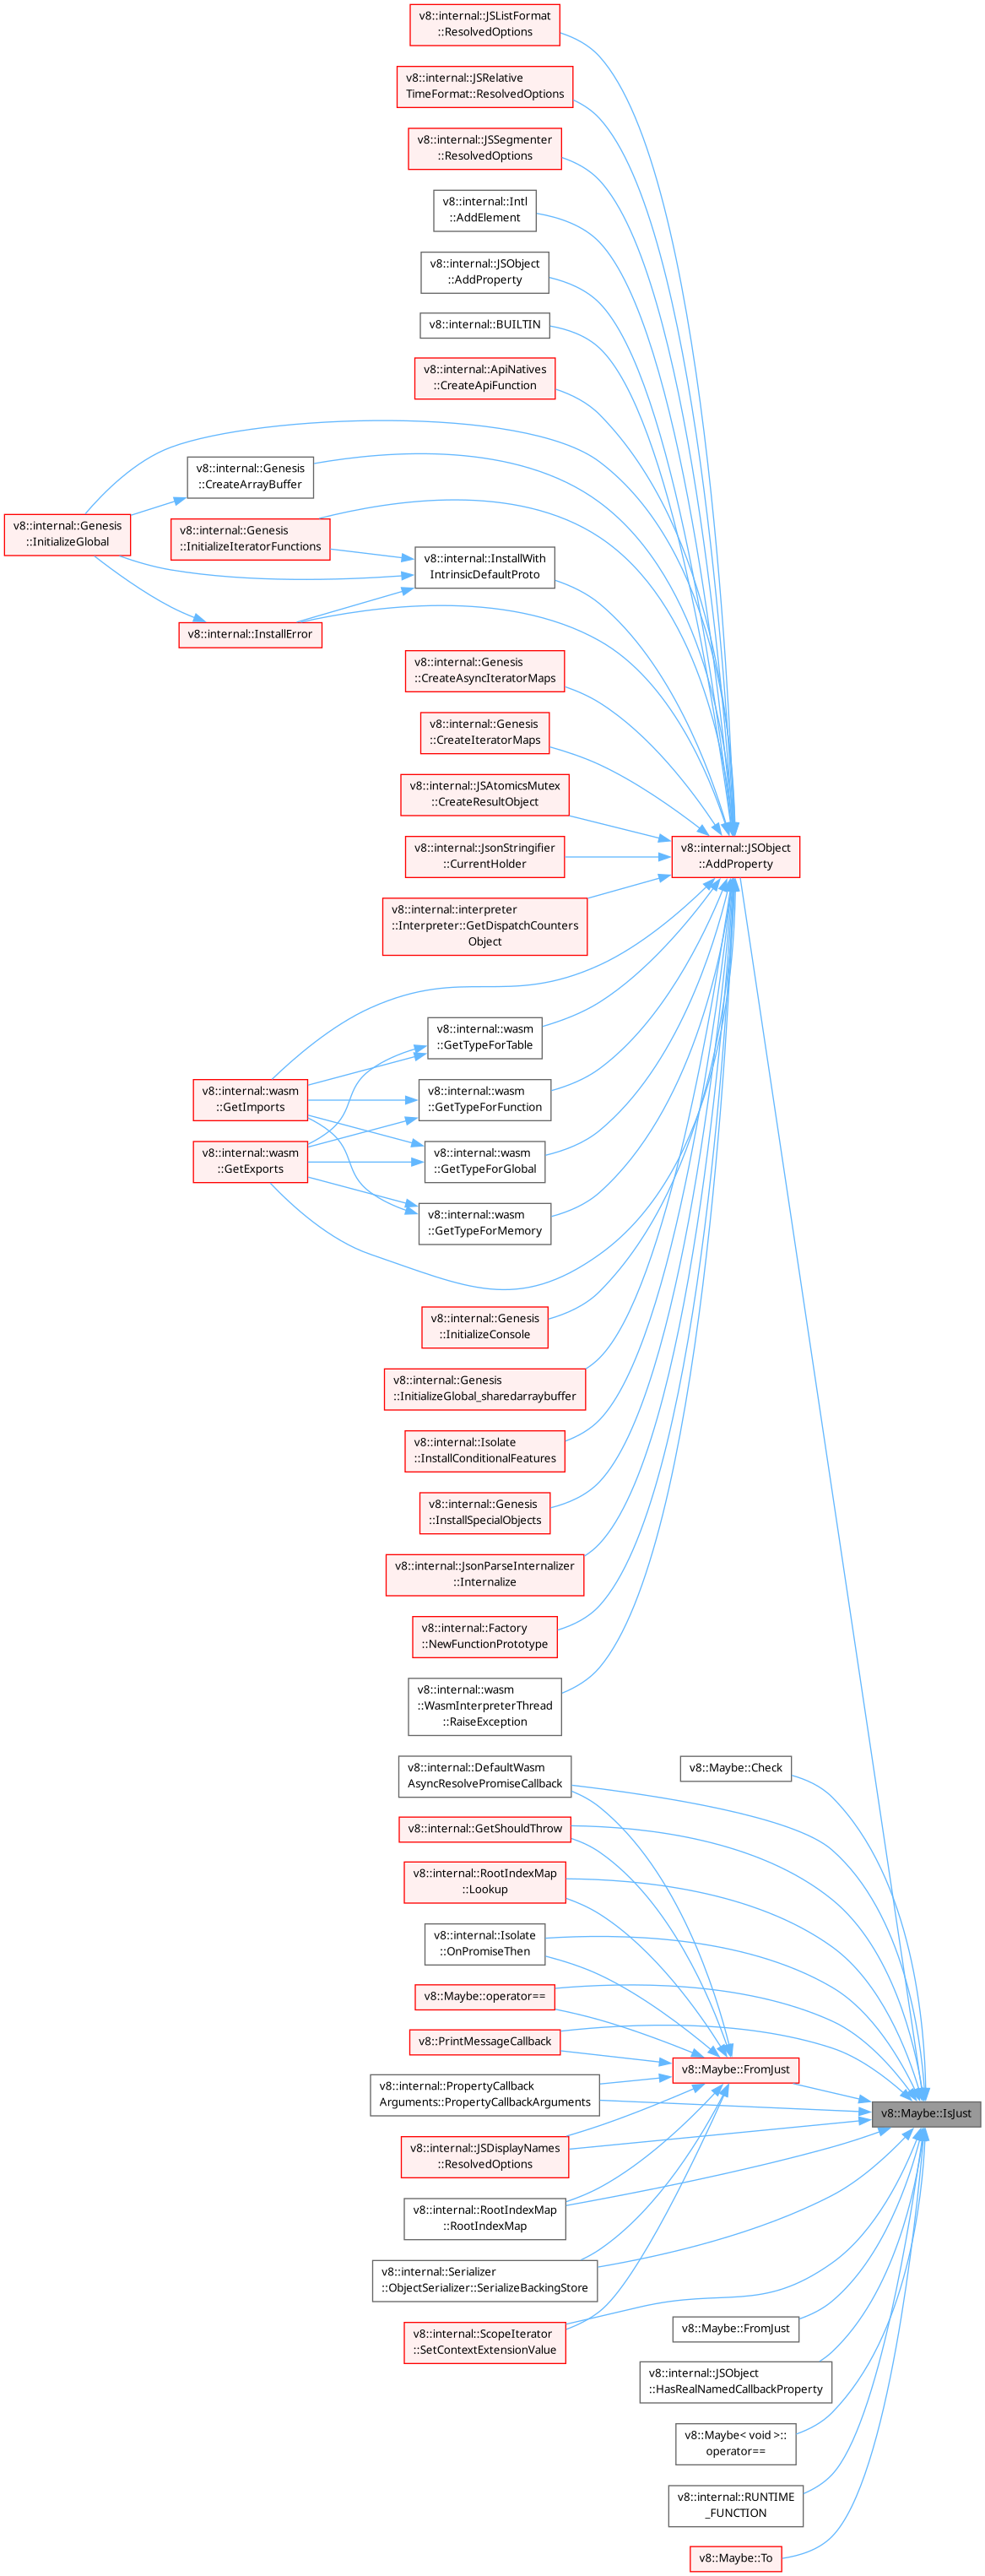 v8::internal::JSListFormat
::ResolvedOptions
v8::internal::JSRelative
TimeFormat::ResolvedOptions
v8::internal::JSSegmenter
::ResolvedOptions
v8::internal::Intl
::AddElement
v8::internal::JSObject
::AddProperty
v8::internal::BUILTIN
v8::internal::ApiNatives
::CreateApiFunction
v8::internal::Genesis
::CreateArrayBuffer
v8::internal::Genesis
::InitializeGlobal
v8::internal::Genesis
::InitializeIteratorFunctions
v8::internal::InstallWith
IntrinsicDefaultProto
v8::internal::InstallError
v8::internal::Genesis
::CreateAsyncIteratorMaps
v8::internal::Genesis
::CreateIteratorMaps
v8::internal::JSAtomicsMutex
::CreateResultObject
v8::internal::JsonStringifier
::CurrentHolder
v8::internal::JSObject
::AddProperty
v8::internal::interpreter
::Interpreter::GetDispatchCounters
Object
v8::internal::wasm
::GetTypeForTable
v8::internal::wasm
::GetImports
v8::internal::wasm
::GetTypeForFunction
v8::internal::wasm
::GetExports
v8::internal::wasm
::GetTypeForGlobal
v8::internal::wasm
::GetTypeForMemory
v8::internal::Genesis
::InitializeConsole
v8::internal::Genesis
::InitializeGlobal_sharedarraybuffer
v8::internal::Isolate
::InstallConditionalFeatures
v8::internal::Genesis
::InstallSpecialObjects
v8::internal::JsonParseInternalizer
::Internalize
v8::internal::Factory
::NewFunctionPrototype
v8::internal::wasm
::WasmInterpreterThread
::RaiseException
v8::internal::DefaultWasm
AsyncResolvePromiseCallback
v8::Maybe::Check
v8::internal::GetShouldThrow
v8::internal::RootIndexMap
::Lookup
v8::internal::Isolate
::OnPromiseThen
v8::Maybe::operator==
v8::PrintMessageCallback
v8::Maybe::FromJust
v8::internal::PropertyCallback
Arguments::PropertyCallbackArguments
v8::Maybe::IsJust
v8::internal::JSDisplayNames
::ResolvedOptions
v8::internal::RootIndexMap
::RootIndexMap
v8::internal::Serializer
::ObjectSerializer::SerializeBackingStore
v8::internal::ScopeIterator
::SetContextExtensionValue
v8::Maybe::FromJust
v8::internal::JSObject
::HasRealNamedCallbackProperty
v8::Maybe< void >::
operator==
v8::internal::RUNTIME
_FUNCTION
v8::Maybe::To